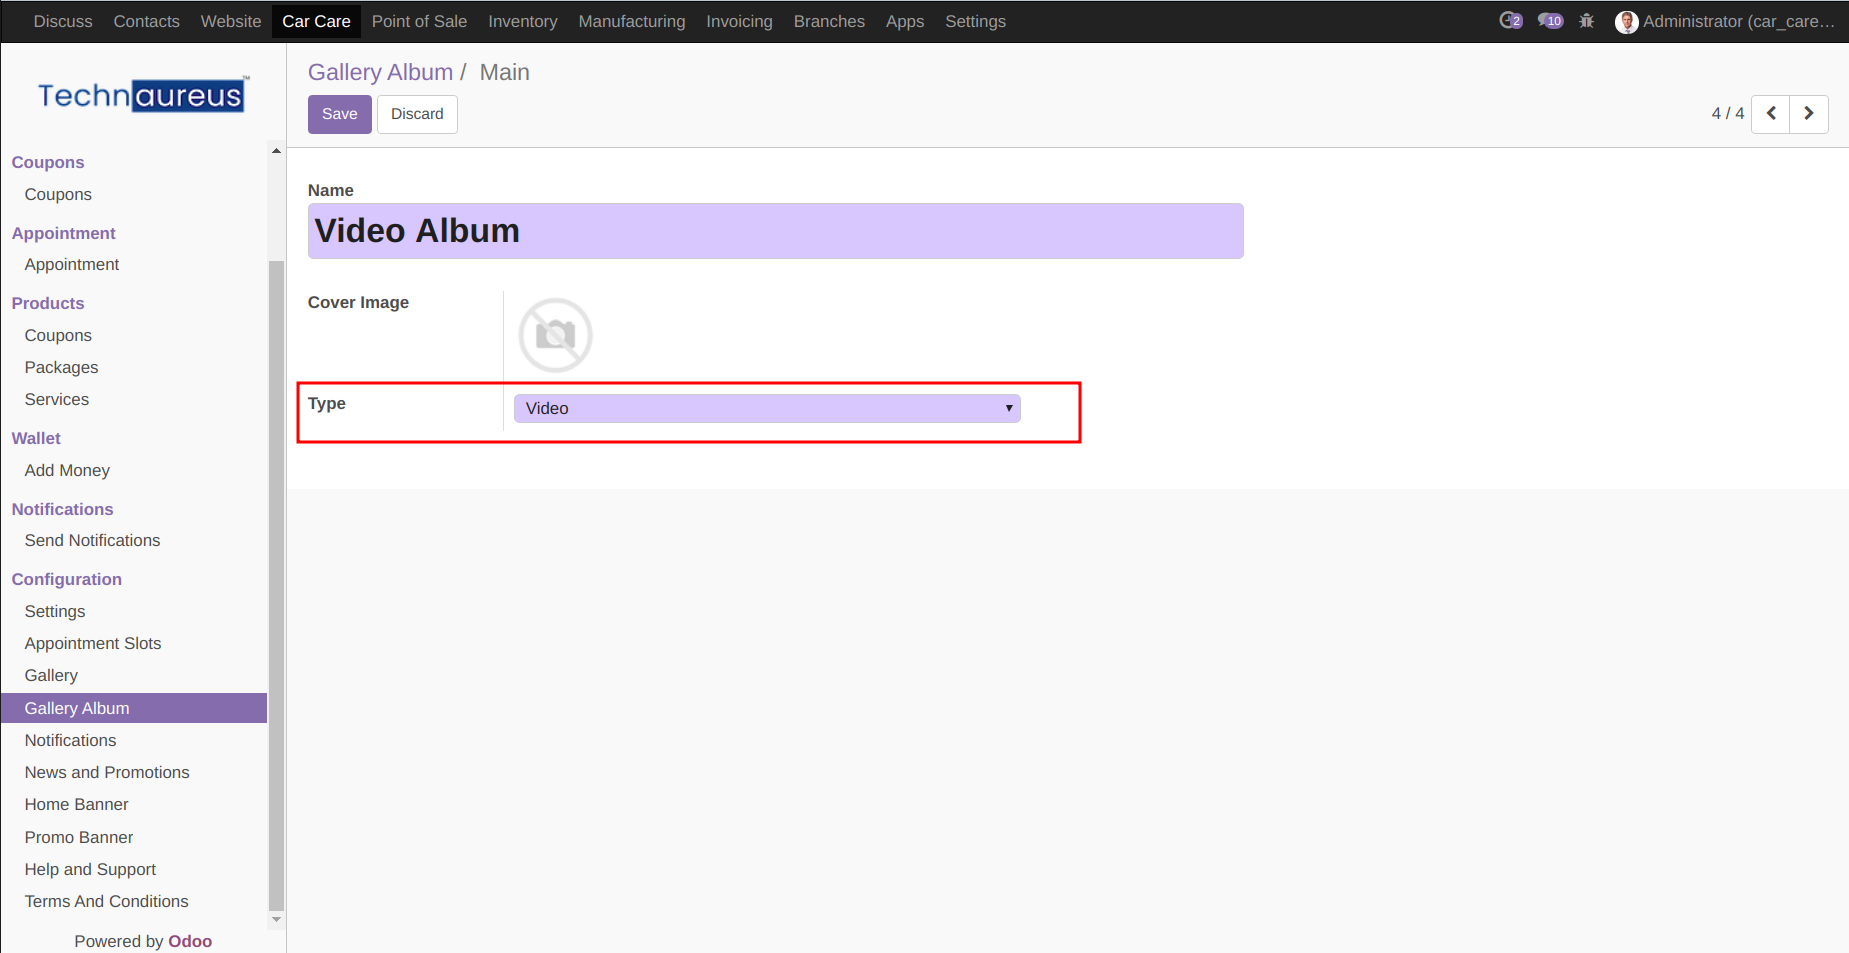 Discuss Contacts Website Car Care Point of Sale Inventory Manufacturing Invoicing Branches Apps Settings 2 10 Administrator (car_care…
Technaureus™
Coupons
Coupons
Appointment
Appointment
Products
Coupons
Packages
Services
Wallet
Add Money
Notifications
Send Notifications
Configuration
Settings
Appointment Slots
Gallery
Gallery Album
Notifications
News and Promotions
Home Banner
Promo Banner
Help and Support
Terms And Conditions
Powered by Odoo
Gallery Album / Main
Save Discard 4 / 4
Name
Video Album
Cover Image
Type Video